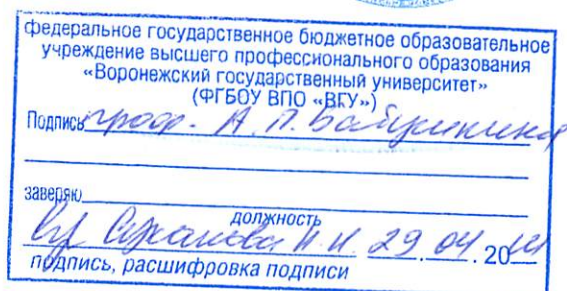 федеральное государственное бюджетное образовательное
учреждение высшего профессионального образования
«Воронежский государственный университет»
(ФГБОУ ВПО «ВГУ»)
Подпись проф. А.П.
заверяю
должность
Н.И. 29.04.20
подпись, расшифровка подписи